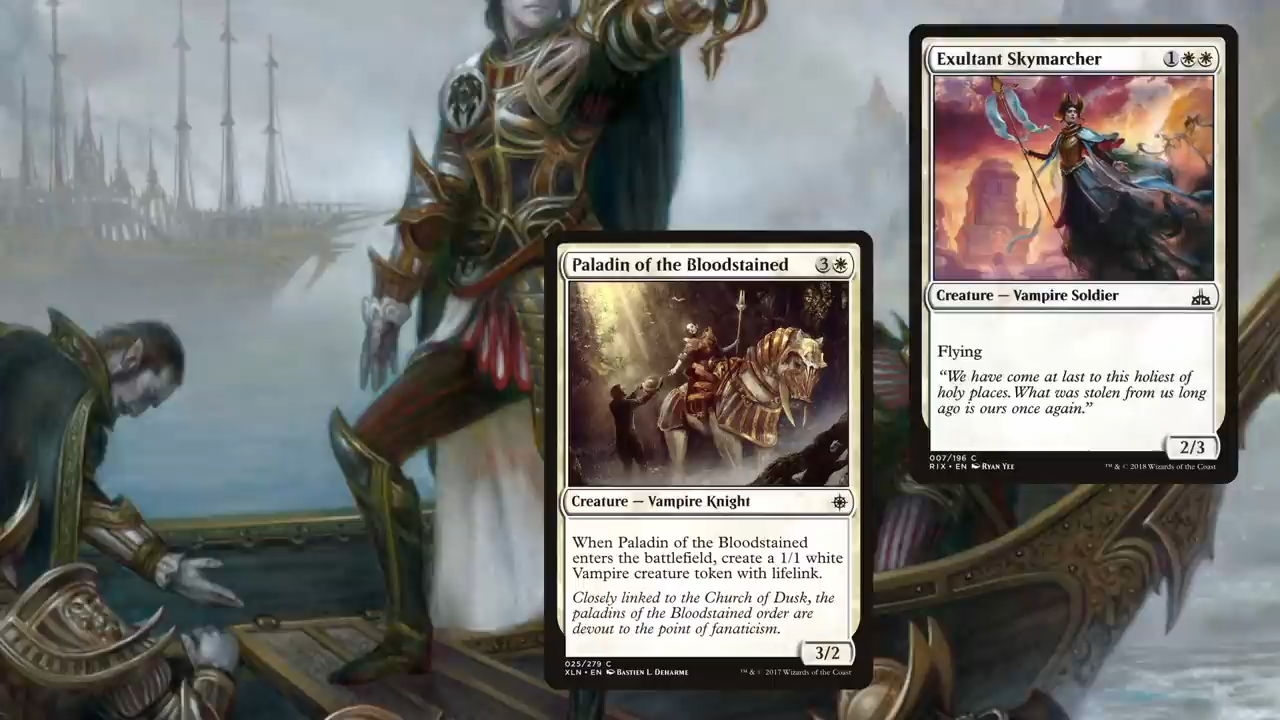 Exultant Skymarcher 1
Creature — Vampire Soldier
Flying
“We have come at last to this holiest of
holy places. What was stolen from us long
ago is ours once again.”
2/3
007/196 C
RIX • EN Ryan Yee
™ & © 2018 Wizards of the Coast
Paladin of the Bloodstained 3
Creature — Vampire Knight
When Paladin of the Bloodstained
enters the battlefield, create a 1/1 white
Vampire creature token with lifelink.
Closely linked to the Church of Dusk, the
paladins of the Bloodstained order are
devout to the point of fanaticism.
3/2
025/279 C
XLN • EN Bastien L. Deharme
™ & © 2017 Wizards of the Coast